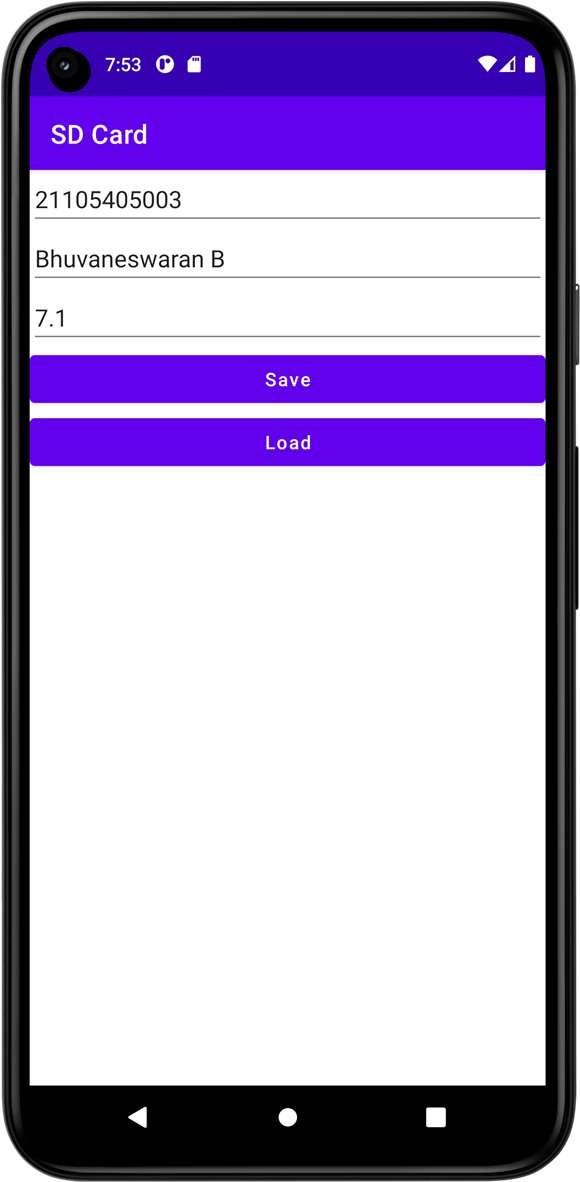 7:53
SD Card
21105405003
Bhuvaneswaran B
7.1
Save
Load